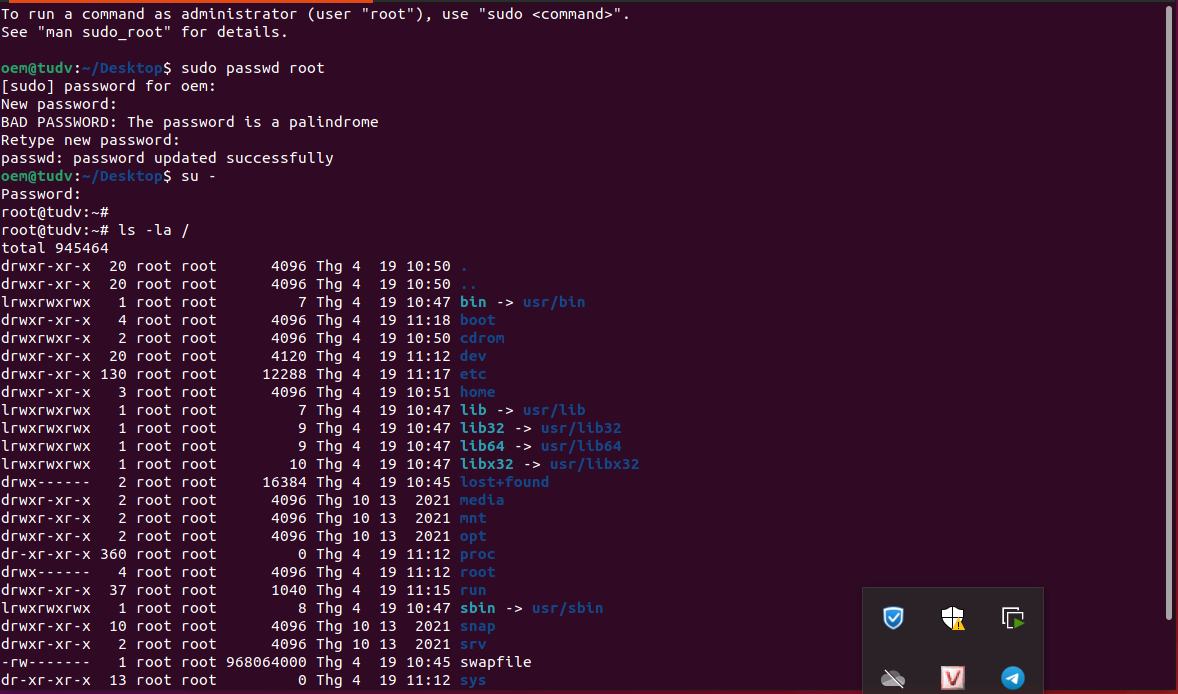 To run a command as administrator (user "root"), use "sudo <command>".
See "man sudo_root" for details.
oem@tudv:~/Desktop$ sudo passwd root
[sudo] password for oem:
New password:
BAD PASSWORD: The password is a palindrome
Retype new password:
passwd: password updated successfully
oem@tudv:~/Desktop$ su -
Password:
root@tudv:~#
root@tudv:~# ls -la /
total 945464
drwxr-xr-x  20 root root      4096 Thg 4  19 10:50 .
drwxr-xr-x  20 root root      4096 Thg 4  19 10:50 ..
lrwxrwxrwx   1 root root         7 Thg 4  19 10:47 bin -> usr/bin
drwxr-xr-x   4 root root      4096 Thg 4  19 11:18 boot
drwxrwxr-x   2 root root      4096 Thg 4  19 10:50 cdrom
drwxr-xr-x  20 root root      4120 Thg 4  19 11:12 dev
drwxr-xr-x 130 root root     12288 Thg 4  19 11:17 etc
drwxr-xr-x   3 root root      4096 Thg 4  19 10:51 home
lrwxrwxrwx   1 root root         7 Thg 4  19 10:47 lib -> usr/lib
lrwxrwxrwx   1 root root         9 Thg 4  19 10:47 lib32 -> usr/lib32
lrwxrwxrwx   1 root root         9 Thg 4  19 10:47 lib64 -> usr/lib64
lrwxrwxrwx   1 root root        10 Thg 4  19 10:47 libx32 -> usr/libx32
drwx------   2 root root     16384 Thg 4  19 10:45 lost+found
drwxr-xr-x   2 root root      4096 Thg 10 13  2021 media
drwxr-xr-x   2 root root      4096 Thg 10 13  2021 mnt
drwxr-xr-x   2 root root      4096 Thg 10 13  2021 opt
dr-xr-xr-x 360 root root         0 Thg 4  19 11:12 proc
drwx------   4 root root      4096 Thg 4  19 11:12 root
drwxr-xr-x  37 root root      1040 Thg 4  19 11:15 run
lrwxrwxrwx   1 root root         8 Thg 4  19 10:47 sbin -> usr/sbin
drwxr-xr-x  10 root root      4096 Thg 10 13  2021 snap
drwxr-xr-x   2 root root      4096 Thg 10 13  2021 srv
-rw-------   1 root root 968064000 Thg 4  19 10:45 swapfile
dr-xr-xr-x  13 root root         0 Thg 4  19 11:12 sys
V